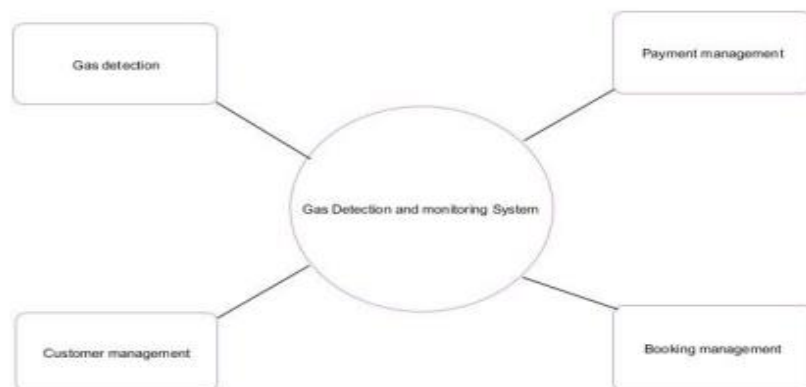 Gas detection
Payment management
Gas Detection and monitoring System
Customer management
Booking management